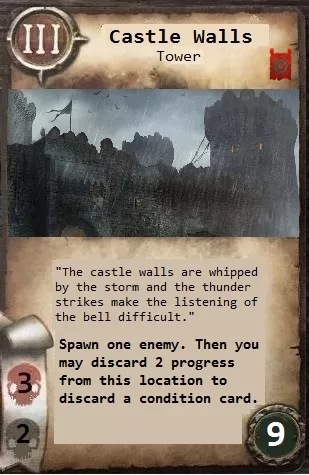 III
Castle Walls
Tower
"The castle walls are whipped
by the storm and the thunder
strikes make the listening of
the bell difficult."
Spawn one enemy. Then you
may discard 2 progress
from this location to
discard a condition card.
3
2
9